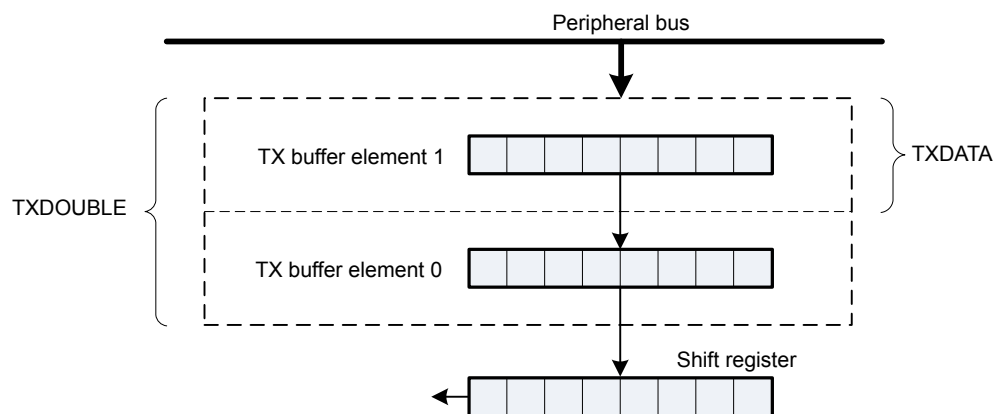 Peripheral bus
TX buffer element 1
TXDATA
TXDOUBLE
TX buffer element 0
Shift register